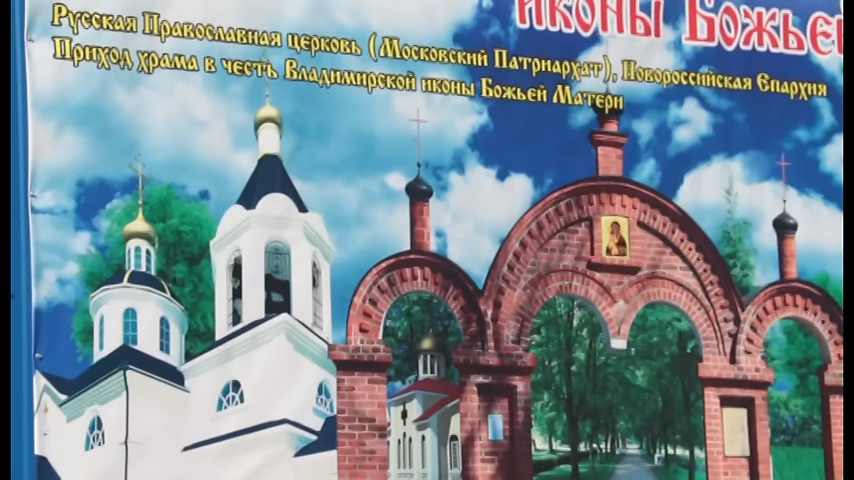 иконы Божьей
Русская Православная церковь (Московский Патриархат), Новороссийская Епархия
Приход храма в честь Владимирской иконы Божьей Матери